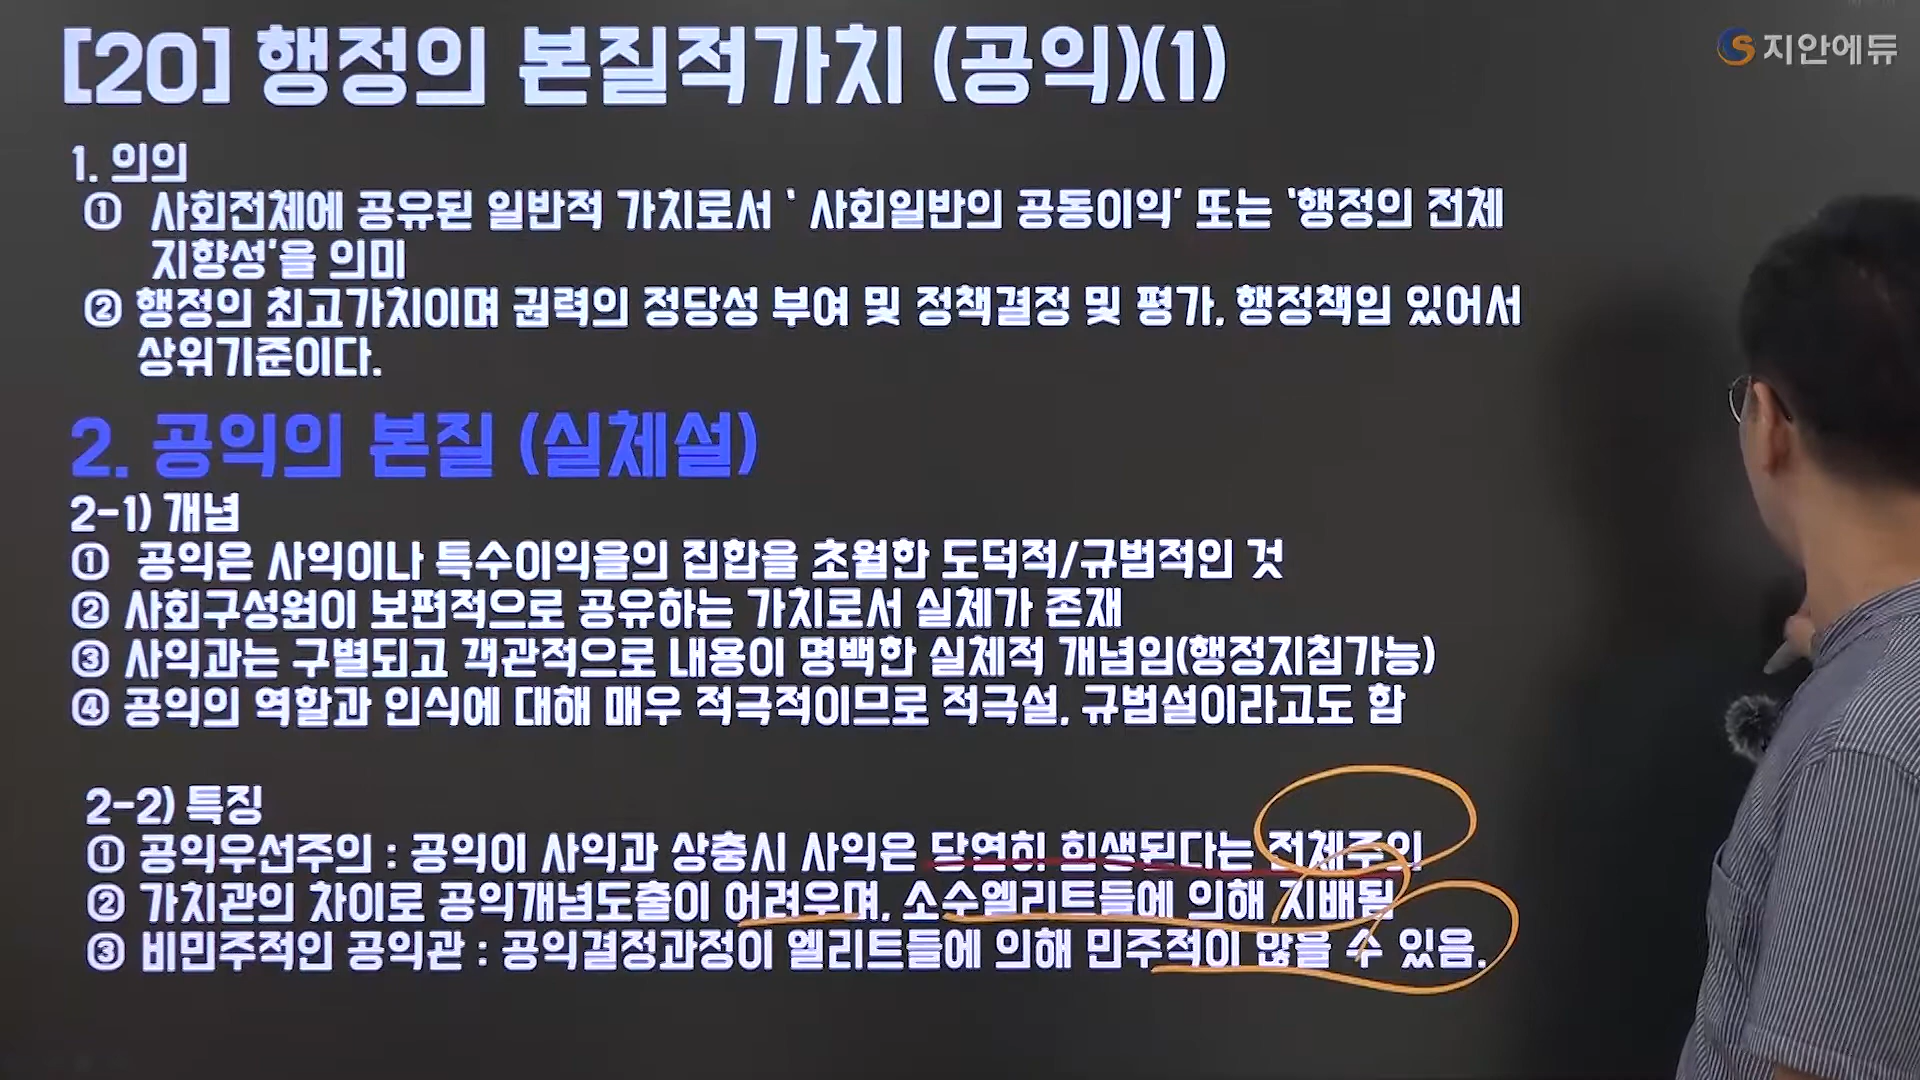 [20] 행정의 본질적가치 (공익)(1)
지안에듀
1. 의의
① 사회전체에 공유된 일반적 가치로서 ‘ 사회일반의 공동이익’ 또는 ‘행정의 전체
지향성’을 의미
② 행정의 최고가치이며 권력의 정당성 부여 및 정책결정 및 평가, 행정책임 있어서
상위기준이다.
2. 공익의 본질 (실체설)
2-1) 개념
① 공익은 사익이나 특수이익들의 집합을 초월한 도덕적/규범적인 것
② 사회구성원이 보편적으로 공유하는 가치로서 실체가 존재
③ 사익과는 구별되고 객관적으로 내용이 명백한 실체적 개념임(행정지침가능)
④ 공익의 역할과 인식에 대해 매우 적극적이므로 적극설, 규범설이라고도 함
2-2) 특징
① 공익우선주의 : 공익이 사익과 상충시 사익은 당연히 희생된다는 전체주의
② 가치관의 차이로 공익개념도출이 어려우며, 소수엘리트들에 의해 지배됨
③ 비민주적인 공익관 : 공익결정과정이 엘리트들에 의해 민주적이 않을 수 있음.